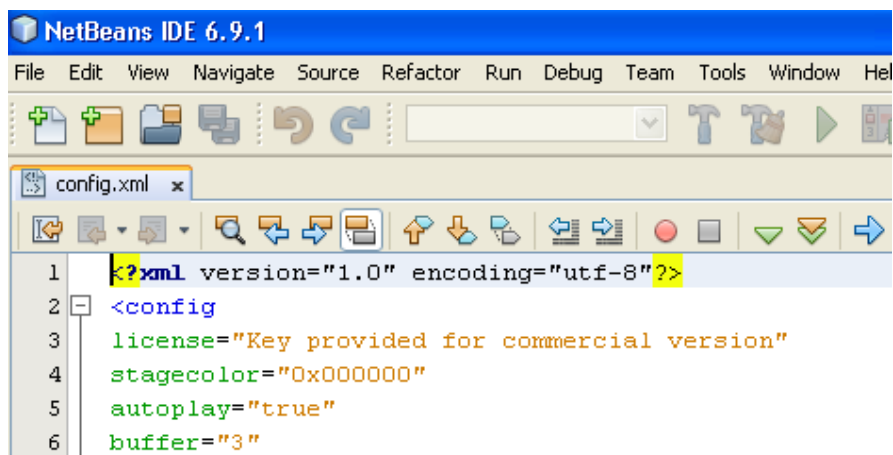 NetBeans IDE 6.9.1
File Edit View Navigate Source Refactor Run Debug Team Tools Window Hel
config.xml x
1 <?xml version="1.0" encoding="utf-8"?>
2 <config
3 license="Key provided for commercial version"
4 stagecolor="0x000000"
5 autoplay="true"
6 buffer="3"